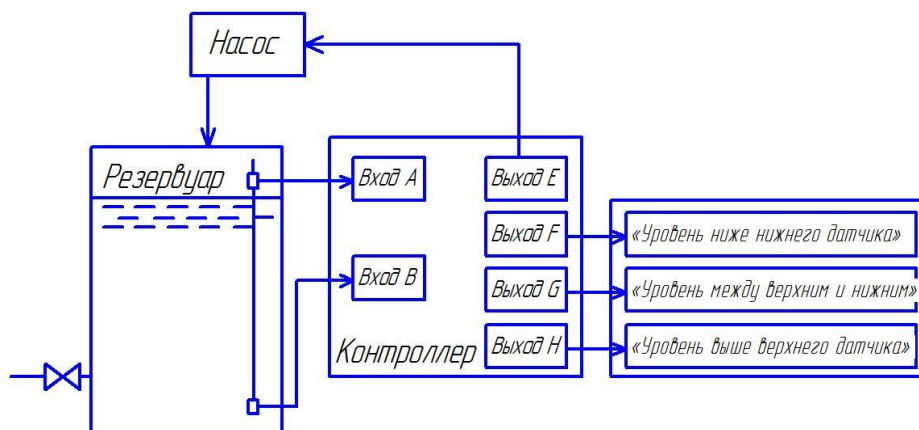 Насос
Резервуар
Вход А
Выход Е
Выход F
«Уровень ниже нижнего датчика»
Вход В
Выход G
«Уровень между верхним и нижним»
Контроллер
Выход Н
«Уровень выше верхнего датчика»